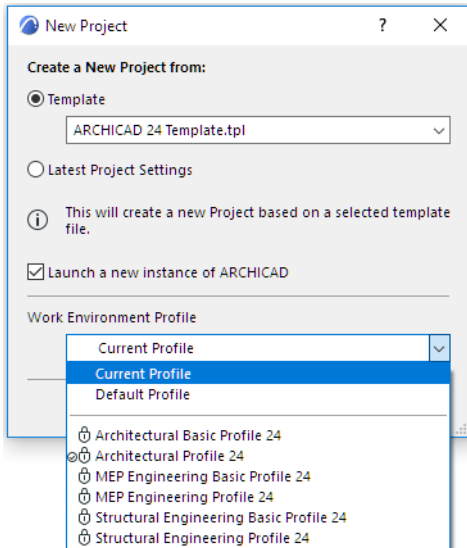 New Project
?
Create a New Project from:
Template
ARCHICAD 24 Template.tpl
Latest Project Settings
This will create a new Project based on a selected template
file.
Launch a new instance of ARCHICAD
Work Environment Profile
Current Profile
Current Profile
Default Profile
Architectural Basic Profile 24
Architectural Profile 24
MEP Engineering Basic Profile 24
MEP Engineering Profile 24
Structural Engineering Basic Profile 24
Structural Engineering Profile 24